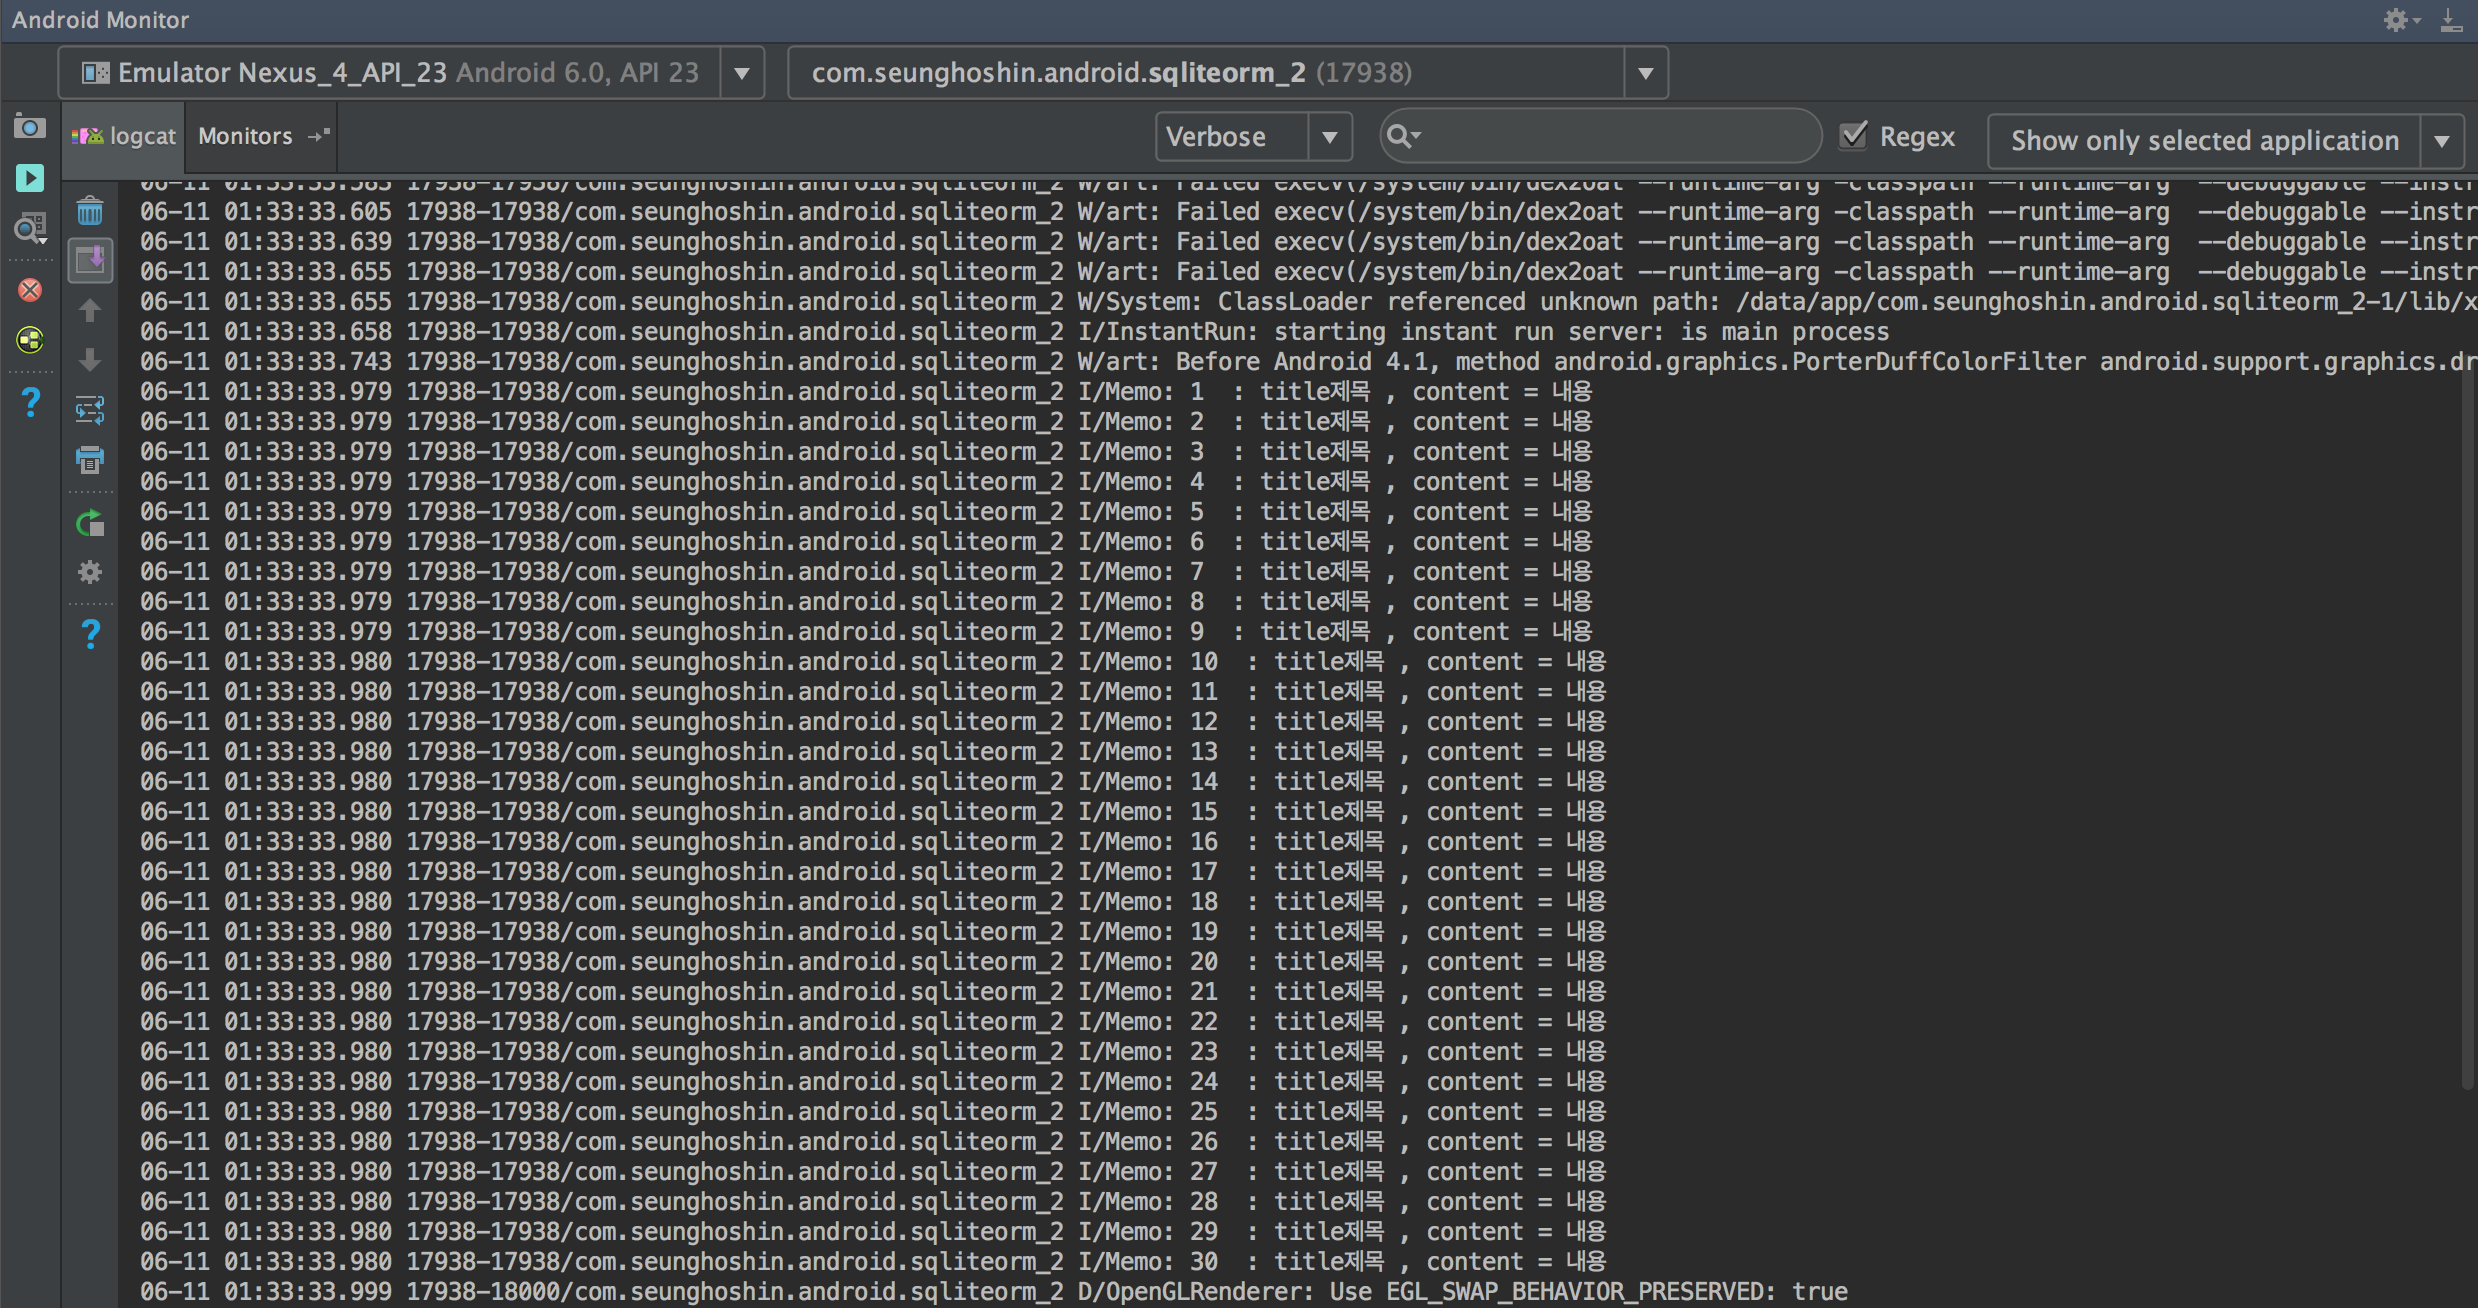 Android Monitor
Emulator Nexus_4_API_23 Android 6.0, API 23 com.seunghoshin.android.sqliteorm_2 (17938)
logcat Monitors Verbose Regex Show only selected application
06-11 01:33:33.583 17938-17938/com.seunghoshin.android.sqliteorm_2 W/art: Failed execv(/system/bin/dex2oat --runtime-arg -classpath --runtime-arg  --debuggable --instr
06-11 01:33:33.605 17938-17938/com.seunghoshin.android.sqliteorm_2 W/art: Failed execv(/system/bin/dex2oat --runtime-arg -classpath --runtime-arg  --debuggable --instr
06-11 01:33:33.639 17938-17938/com.seunghoshin.android.sqliteorm_2 W/art: Failed execv(/system/bin/dex2oat --runtime-arg -classpath --runtime-arg  --debuggable --instr
06-11 01:33:33.655 17938-17938/com.seunghoshin.android.sqliteorm_2 W/art: Failed execv(/system/bin/dex2oat --runtime-arg -classpath --runtime-arg  --debuggable --instr
06-11 01:33:33.655 17938-17938/com.seunghoshin.android.sqliteorm_2 W/System: ClassLoader referenced unknown path: /data/app/com.seunghoshin.android.sqliteorm_2-1/lib/x
06-11 01:33:33.658 17938-17938/com.seunghoshin.android.sqliteorm_2 I/InstantRun: starting instant run server: is main process
06-11 01:33:33.743 17938-17938/com.seunghoshin.android.sqliteorm_2 W/art: Before Android 4.1, method android.graphics.PorterDuffColorFilter android.support.graphics.dr
06-11 01:33:33.979 17938-17938/com.seunghoshin.android.sqliteorm_2 I/Memo: 1  : title제목 , content = 내용
06-11 01:33:33.979 17938-17938/com.seunghoshin.android.sqliteorm_2 I/Memo: 2  : title제목 , content = 내용
06-11 01:33:33.979 17938-17938/com.seunghoshin.android.sqliteorm_2 I/Memo: 3  : title제목 , content = 내용
06-11 01:33:33.979 17938-17938/com.seunghoshin.android.sqliteorm_2 I/Memo: 4  : title제목 , content = 내용
06-11 01:33:33.979 17938-17938/com.seunghoshin.android.sqliteorm_2 I/Memo: 5  : title제목 , content = 내용
06-11 01:33:33.979 17938-17938/com.seunghoshin.android.sqliteorm_2 I/Memo: 6  : title제목 , content = 내용
06-11 01:33:33.979 17938-17938/com.seunghoshin.android.sqliteorm_2 I/Memo: 7  : title제목 , content = 내용
06-11 01:33:33.979 17938-17938/com.seunghoshin.android.sqliteorm_2 I/Memo: 8  : title제목 , content = 내용
06-11 01:33:33.979 17938-17938/com.seunghoshin.android.sqliteorm_2 I/Memo: 9  : title제목 , content = 내용
06-11 01:33:33.980 17938-17938/com.seunghoshin.android.sqliteorm_2 I/Memo: 10  : title제목 , content = 내용
06-11 01:33:33.980 17938-17938/com.seunghoshin.android.sqliteorm_2 I/Memo: 11  : title제목 , content = 내용
06-11 01:33:33.980 17938-17938/com.seunghoshin.android.sqliteorm_2 I/Memo: 12  : title제목 , content = 내용
06-11 01:33:33.980 17938-17938/com.seunghoshin.android.sqliteorm_2 I/Memo: 13  : title제목 , content = 내용
06-11 01:33:33.980 17938-17938/com.seunghoshin.android.sqliteorm_2 I/Memo: 14  : title제목 , content = 내용
06-11 01:33:33.980 17938-17938/com.seunghoshin.android.sqliteorm_2 I/Memo: 15  : title제목 , content = 내용
06-11 01:33:33.980 17938-17938/com.seunghoshin.android.sqliteorm_2 I/Memo: 16  : title제목 , content = 내용
06-11 01:33:33.980 17938-17938/com.seunghoshin.android.sqliteorm_2 I/Memo: 17  : title제목 , content = 내용
06-11 01:33:33.980 17938-17938/com.seunghoshin.android.sqliteorm_2 I/Memo: 18  : title제목 , content = 내용
06-11 01:33:33.980 17938-17938/com.seunghoshin.android.sqliteorm_2 I/Memo: 19  : title제목 , content = 내용
06-11 01:33:33.980 17938-17938/com.seunghoshin.android.sqliteorm_2 I/Memo: 20  : title제목 , content = 내용
06-11 01:33:33.980 17938-17938/com.seunghoshin.android.sqliteorm_2 I/Memo: 21  : title제목 , content = 내용
06-11 01:33:33.980 17938-17938/com.seunghoshin.android.sqliteorm_2 I/Memo: 22  : title제목 , content = 내용
06-11 01:33:33.980 17938-17938/com.seunghoshin.android.sqliteorm_2 I/Memo: 23  : title제목 , content = 내용
06-11 01:33:33.980 17938-17938/com.seunghoshin.android.sqliteorm_2 I/Memo: 24  : title제목 , content = 내용
06-11 01:33:33.980 17938-17938/com.seunghoshin.android.sqliteorm_2 I/Memo: 25  : title제목 , content = 내용
06-11 01:33:33.980 17938-17938/com.seunghoshin.android.sqliteorm_2 I/Memo: 26  : title제목 , content = 내용
06-11 01:33:33.980 17938-17938/com.seunghoshin.android.sqliteorm_2 I/Memo: 27  : title제목 , content = 내용
06-11 01:33:33.980 17938-17938/com.seunghoshin.android.sqliteorm_2 I/Memo: 28  : title제목 , content = 내용
06-11 01:33:33.980 17938-17938/com.seunghoshin.android.sqliteorm_2 I/Memo: 29  : title제목 , content = 내용
06-11 01:33:33.980 17938-17938/com.seunghoshin.android.sqliteorm_2 I/Memo: 30  : title제목 , content = 내용
06-11 01:33:33.999 17938-18000/com.seunghoshin.android.sqliteorm_2 D/OpenGLRenderer: Use EGL_SWAP_BEHAVIOR_PRESERVED: true